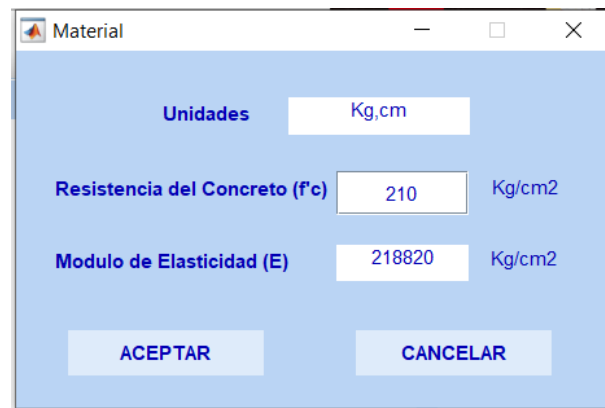 Material
Unidades Kg,cm
Resistencia del Concreto (f'c) 210 Kg/cm2
Modulo de Elasticidad (E) 218820 Kg/cm2
ACEPTAR CANCELAR